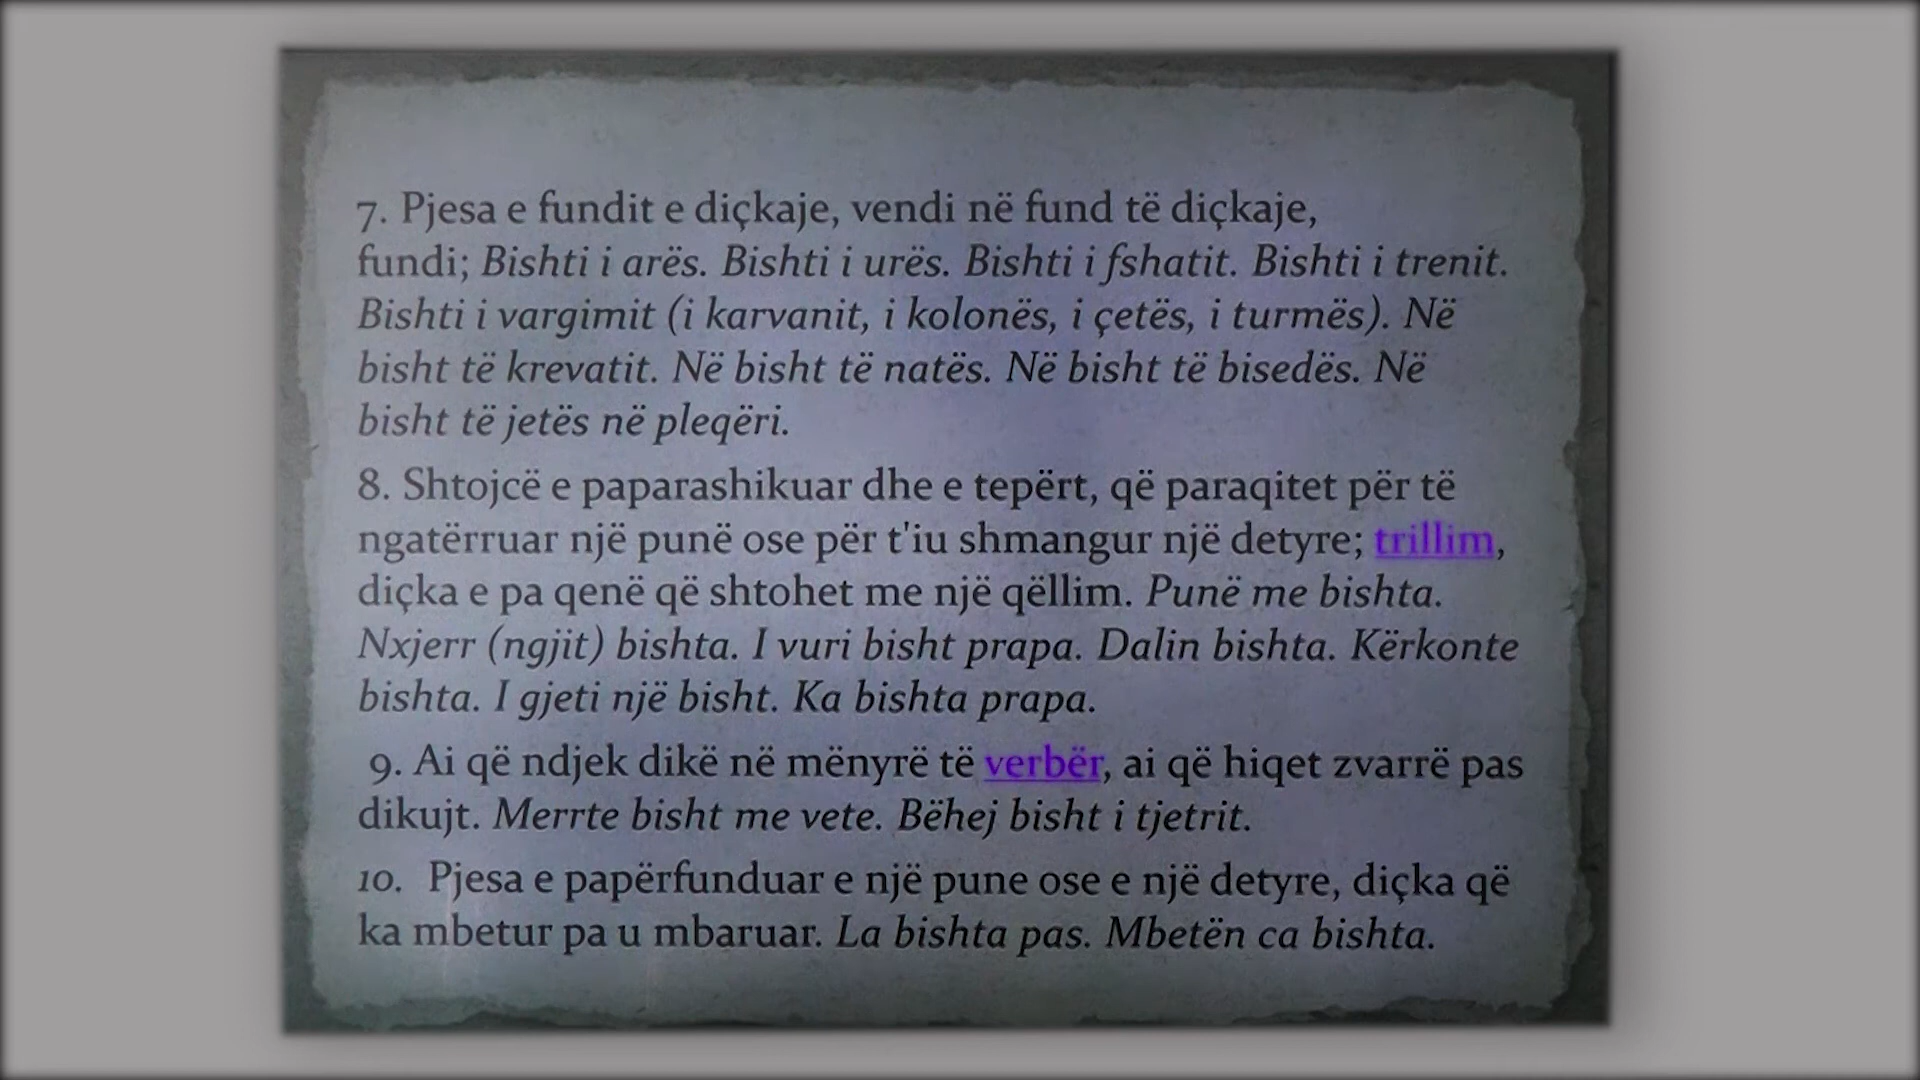 7. Pjesa e fundit e diçkaje, vendi në fund të diçkaje,
fundi; Bishti i arës. Bishti i urës. Bishti i fshatit. Bishti i trenit.
Bishti i vargimit (i karvanit, i kolonës, i çetës, i turmës). Në
bisht të krevatit. Në bisht të natës. Në bisht të bisedës. Në
bisht të jetës në pleqëri.
8. Shtojcë e paparashikuar dhe e tepërt, që paraqitet për të
ngatërruar një punë ose për t'iu shmangur një detyre; trillim,
diçka e pa qenë që shtohet me një qëllim. Punë me bishta.
Nxjerr (ngjit) bishta. I vuri bisht prapa. Dalin bishta. Kërkonte
bishta. I gjeti një bisht. Ka bishta prapa.
9. Ai që ndjek dikë në mënyrë të verbër, ai që hiqet zvarrë pas
dikujt. Merrte bisht me vete. Bëhej bisht i tjetrit.
10. Pjesa e papërfunduar e një pune ose e një detyre, diçka që
ka mbetur pa u mbaruar. La bishta pas. Mbetën ca bishta.